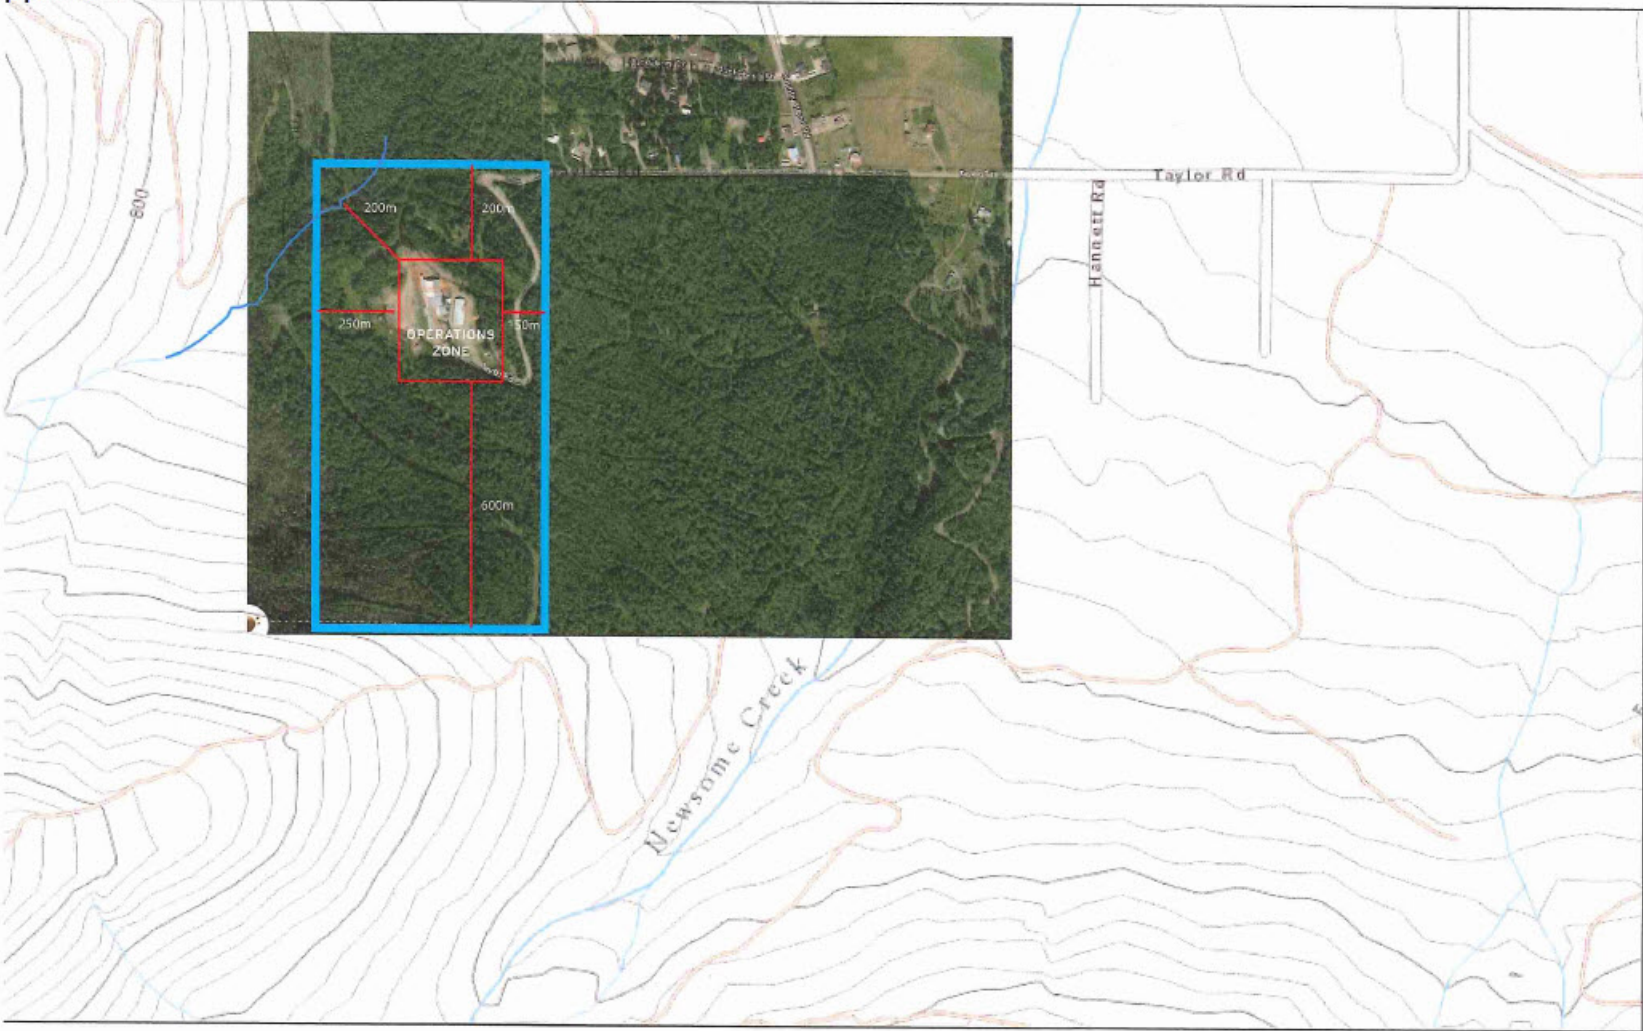 Taylor Rd
Hannett Rd
800
200m
200m
250m
150m
OPERATIONS
ZONE
600m
Newsome Creek